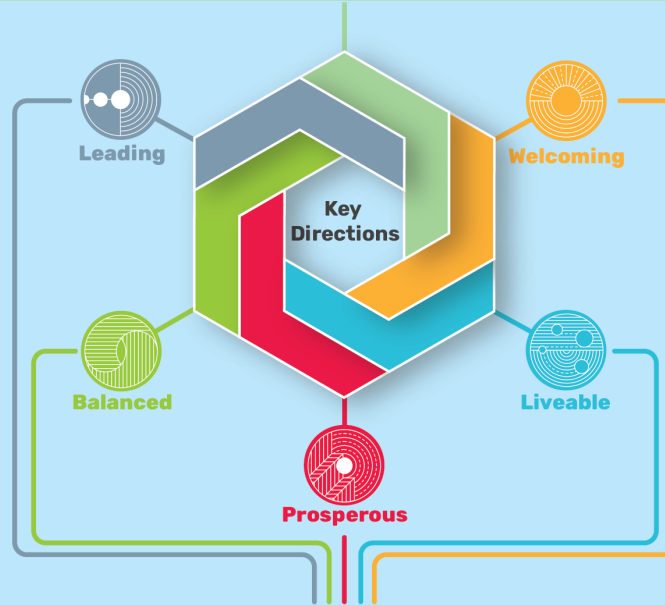 Leading
Welcoming
Key
Directions
Balanced
Liveable
Prosperous